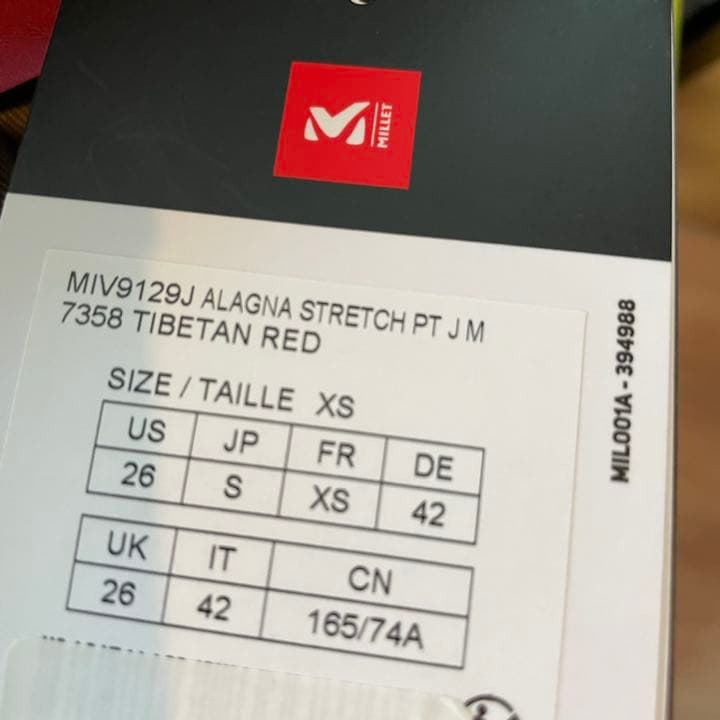 MILLET
MIV9129J ALAGNA STRETCH PT J M
7358 TIBETAN RED
SIZE / TAILLE XS
US JP FR DE
26 S XS 42
UK IT CN
26 42 165/74A
MIL001A - 394988